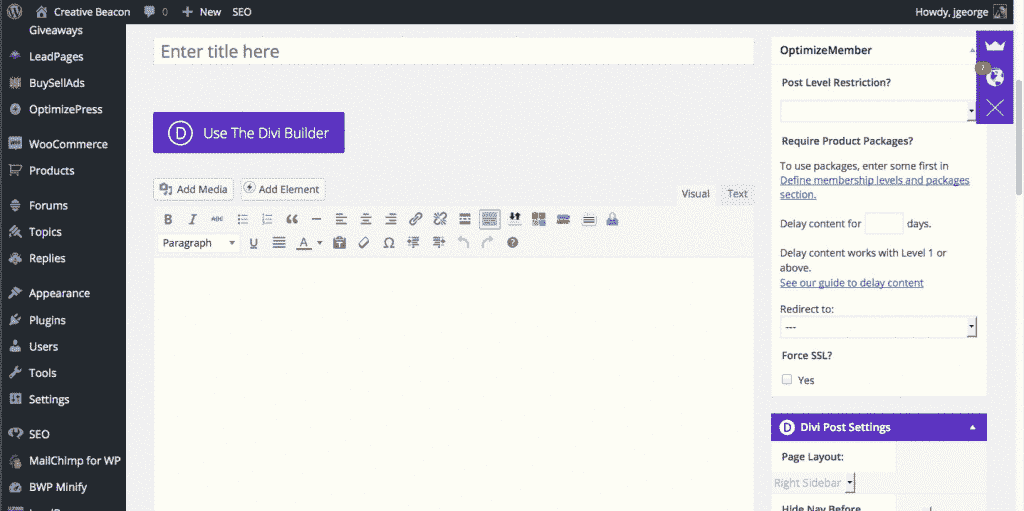 Creative Beacon 0 New SEO Howdy, jgeorge
Giveaways
LeadPages
BuySellAds
OptimizePress
WooCommerce
Products
Forums
Topics
Replies
Appearance
Plugins
Users
Tools
Settings
SEO
MailChimp for WP
BWP Minify
Enter title here
D Use The Divi Builder
Add Media Add Element
Visual Text
B I ABC
Paragraph U A Ω ?
OptimizeMember
Post Level Restriction?
Require Product Packages?
To use packages, enter some first in
Define membership levels and packages
section.
Delay content for days.
Delay content works with Level 1 or
above.
See our guide to delay content
Redirect to:
---
Force SSL?
Yes
D Divi Post Settings
Page Layout:
Right Sidebar
Hide Nav Before
?